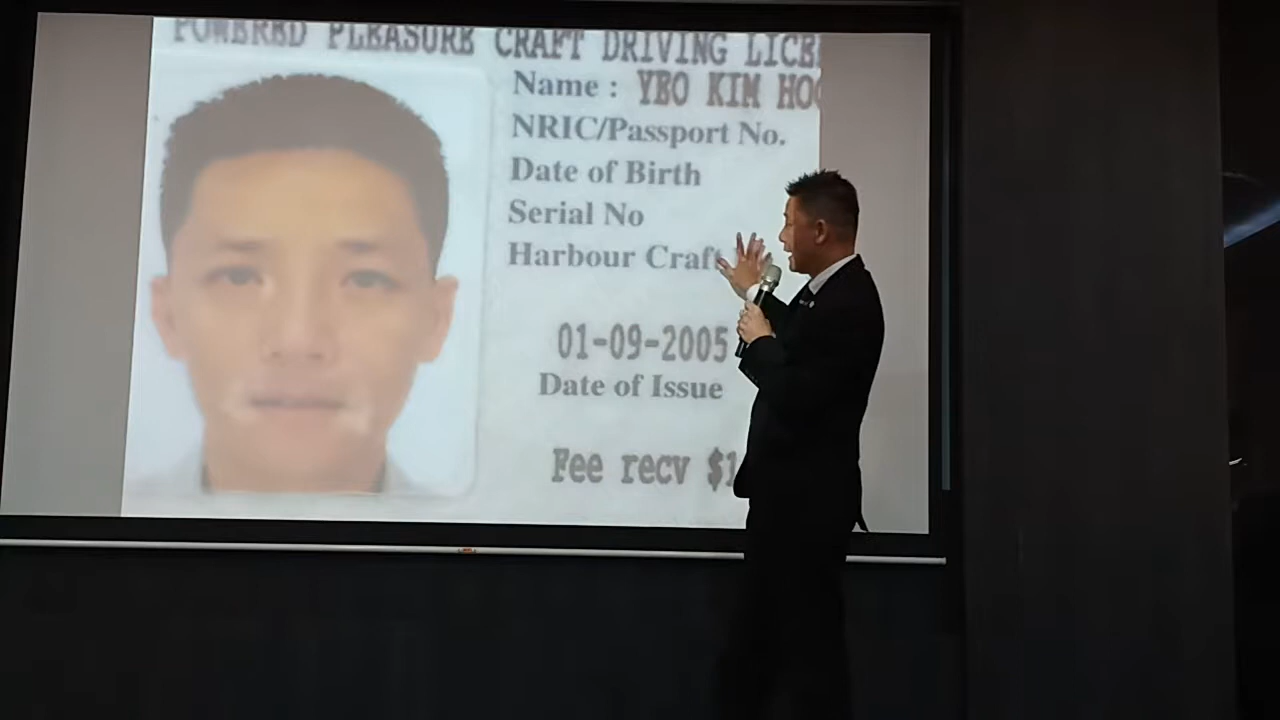 POWERED PLEASURE CRAFT DRIVING LICE
Name : YEO KIM HO
NRIC/Passport No.
Date of Birth
Serial No
Harbour Craft
01-09-2005
Date of Issue
Fee recv $1